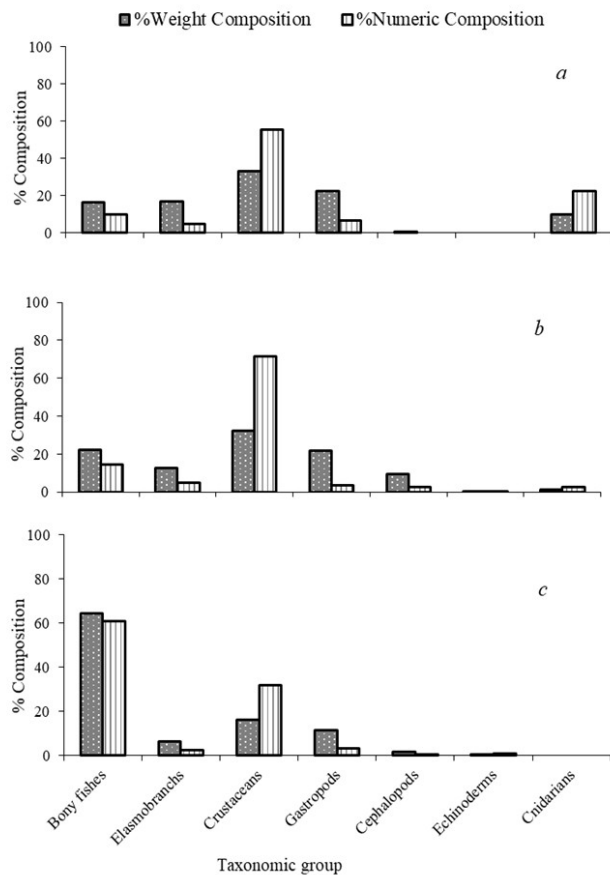 %Weight Composition %Numeric Composition
a
% Composition
100
80
60
40
20
0
b
% Composition
100
80
60
40
20
0
c
% Composition
100
80
60
40
20
0
Bony fishes
Elasmobranchs
Crustaceans
Gastropods
Cephalopods
Echinoderms
Cnidarians
Taxonomic group